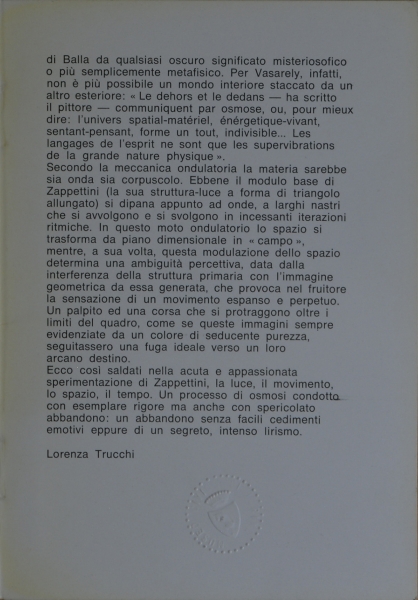 di Balla da qualsiasi oscuro significato misteriosofico
o più semplicemente metafisico. Per Vasarely, infatti,
non è più possibile un mondo interiore staccato da un
altro esteriore: « Le dehors et le dedans — ha scritto
il pittore — communiquent par osmose, ou, pour mieux
dire: l'univers spatial-matériel, énérgetique-vivant,
sentant-pensant, forme un tout, indivisible... Les
langages de l'esprit ne sont que les supervibrations
de la grande nature physique ».
Secondo la meccanica ondulatoria la materia sarebbe
sia onda sia corpuscolo. Ebbene il modulo base di
Zappettini (la sua struttura-luce a forma di triangolo
allungato) si dipana appunto ad onde, a larghi nastri
che si avvolgono e si svolgono in incessanti iterazioni
ritmiche. In questo moto ondulatorio lo spazio si
trasforma da piano dimensionale in « campo »,
mentre, a sua volta, questa modulazione dello spazio
determina una ambiguità percettiva, data dalla
interferenza della struttura primaria con l'immagine
geometrica da essa generata, che provoca nel fruitore
la sensazione di un movimento espanso e perpetuo.
Un palpito ed una corsa che si protraggono oltre i
limiti del quadro, come se queste immagini sempre
evidenziate da un colore di seducente purezza,
seguitassero una fuga ideale verso un loro
arcano destino.
Ecco così saldati nella acuta e appassionata
sperimentazione di Zappettini, la luce, il movimento,
lo spazio, il tempo. Un processo di osmosi condotto
con esemplare rigore ma anche con spericolato
abbandono: un abbandono senza facili cedimenti
emotivi eppure di un segreto, intenso lirismo.
Lorenza Trucchi